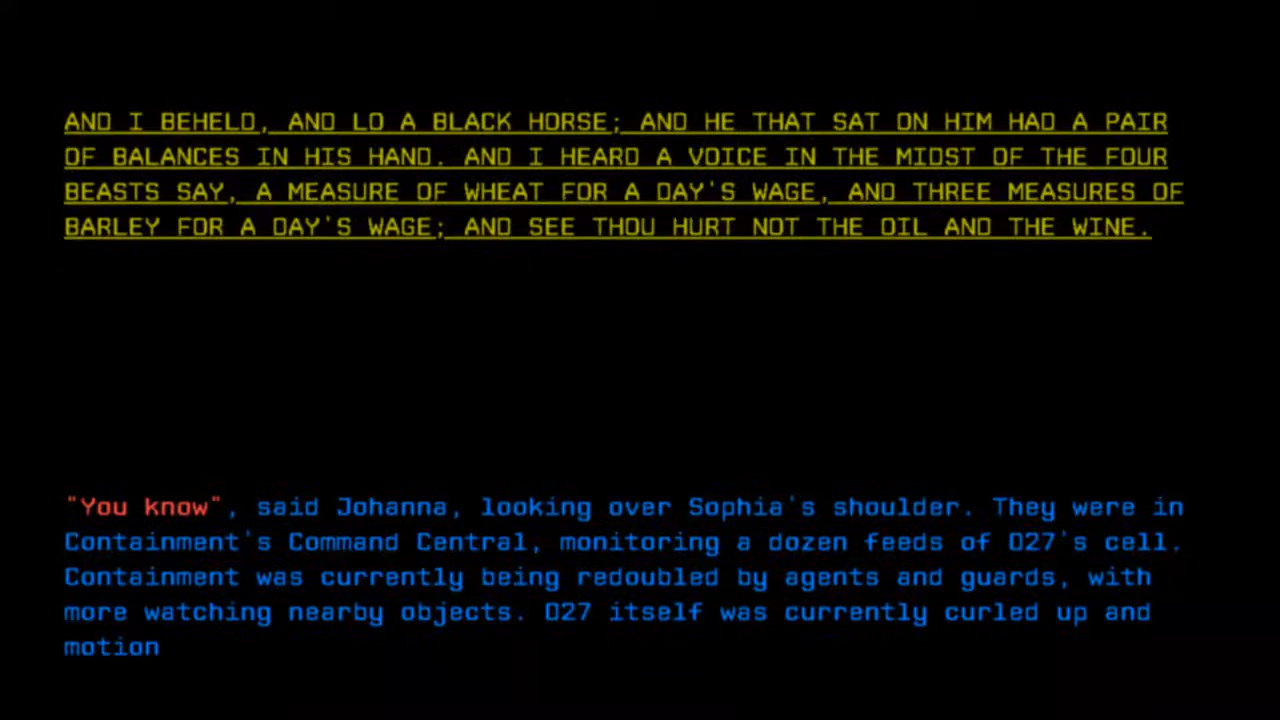 AND I BEHELD, AND LO A BLACK HORSE; AND HE THAT SAT ON HIM HAD A PAIR
OF BALANCES IN HIS HAND. AND I HEARD A VOICE IN THE MIDST OF THE FOUR
BEASTS SAY, A MEASURE OF WHEAT FOR A DAY'S WAGE, AND THREE MEASURES OF
BARLEY FOR A DAY'S WAGE; AND SEE THOU HURT NOT THE OIL AND THE WINE.
"You know", said Johanna, looking over Sophia's shoulder. They were in
Containment's Command Central, monitoring a dozen feeds of D27's cell.
Containment was currently being redoubled by agents and guards, with
more watching nearby objects. D27 itself was currently curled up and
motion